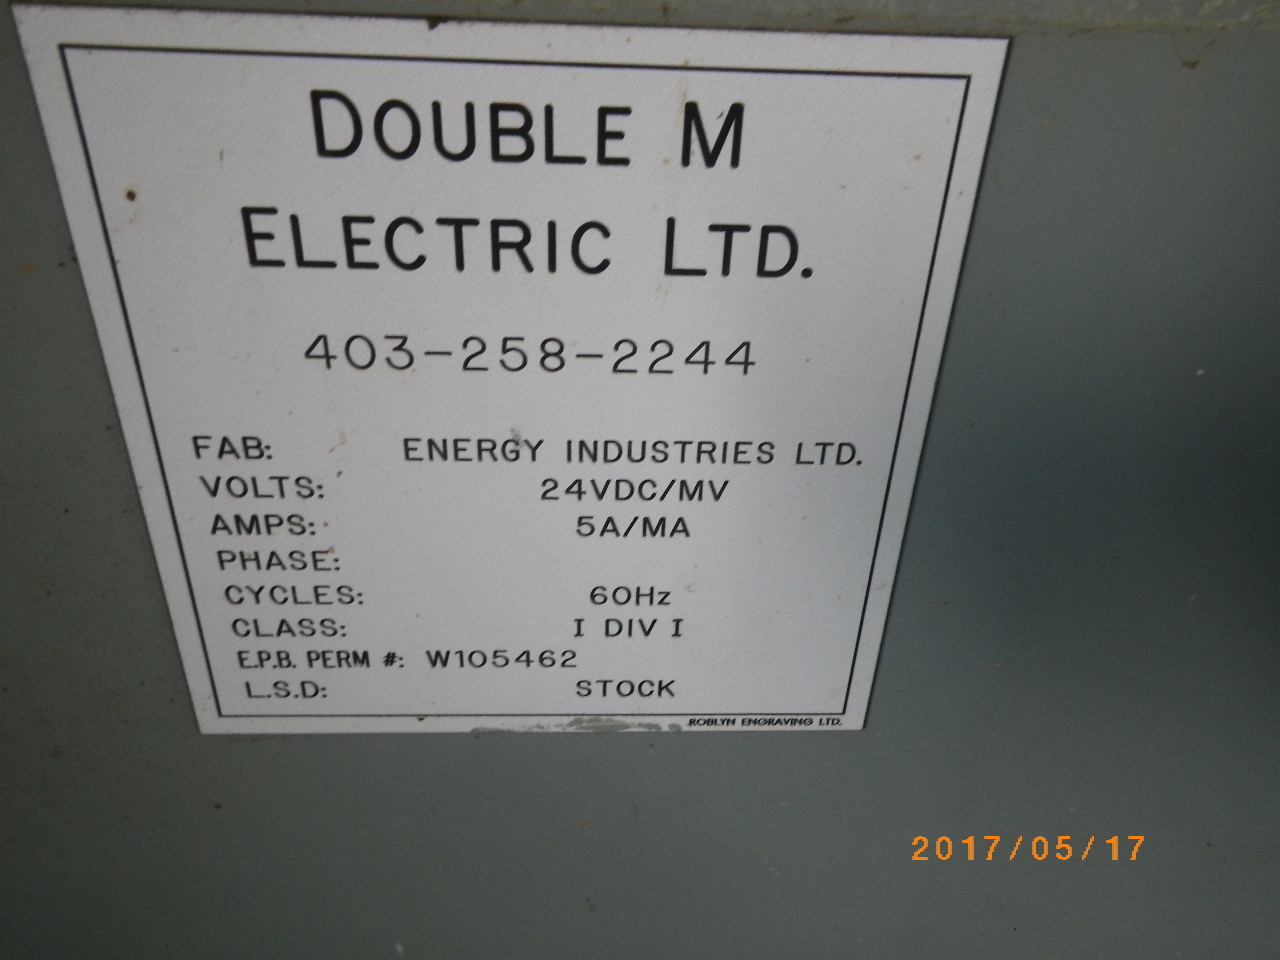 DOUBLE M
ELECTRIC LTD.
403-258-2244
FAB: ENERGY INDUSTRIES LTD.
VOLTS: 24VDC/MV
AMPS: 5A/MA
PHASE:
CYCLES: 60Hz
CLASS: I DIV I
E.P.B. PERM #: W105462
L.S.D: STOCK
ROBLYN ENGRAVING LTD.
2017/05/17